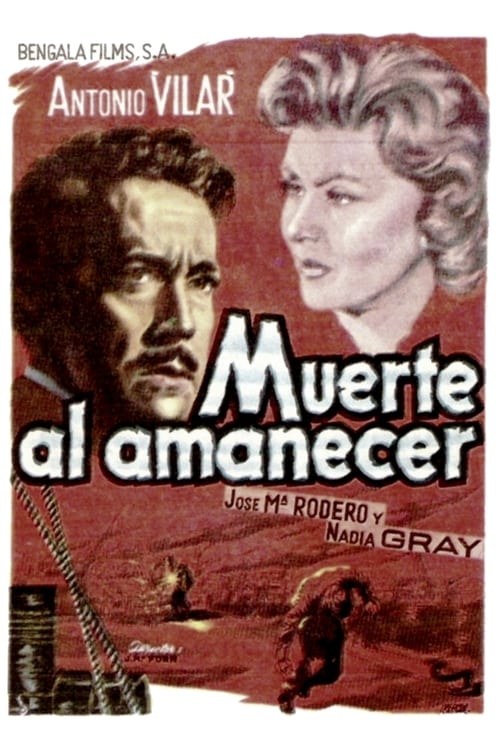 BENGALA FILMS, S.A.
ANTONIO VILAR
MUERTE
al amanecer
JOSE Mª RODERO Y
NADIA GRAY
Director: